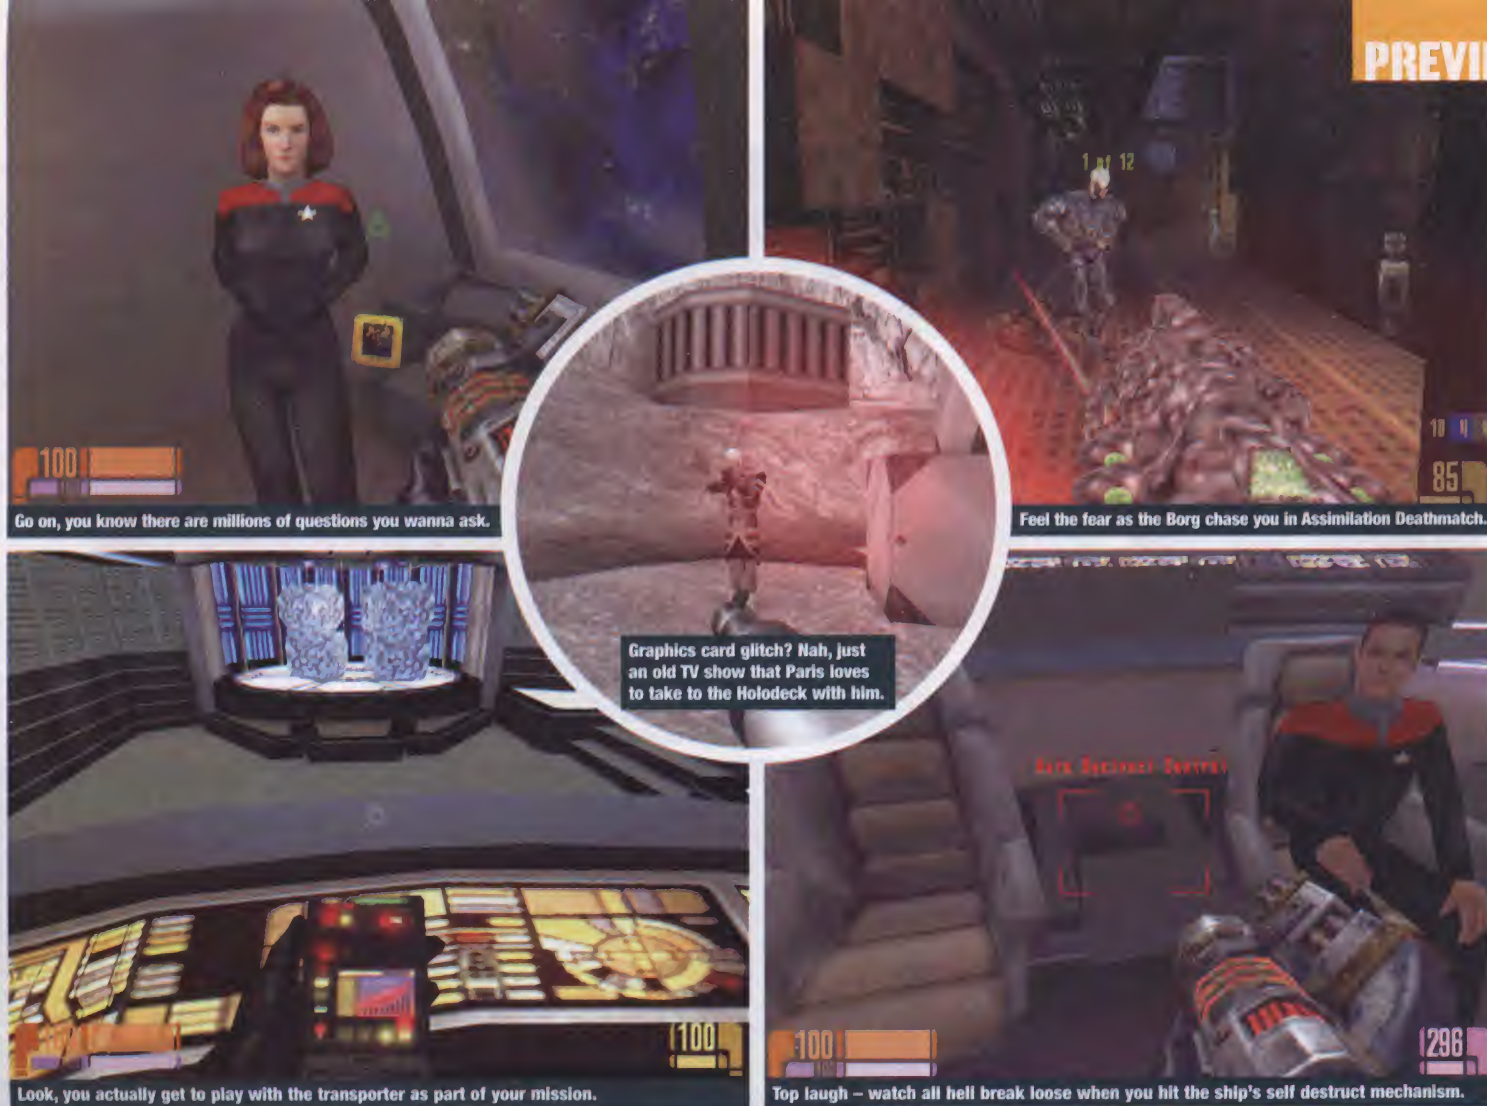 PREVI
1 of 12
100
85
Go on, you know there are millions of questions you wanna ask.
Feel the fear as the Borg chase you in Assimilation Deathmatch.
Graphics card glitch? Nah, just
an old TV show that Paris loves
to take to the Holodeck with him.
100
100
296
Look, you actually get to play with the transporter as part of your mission.
Top laugh – watch all hell break loose when you hit the ship's self destruct mechanism.